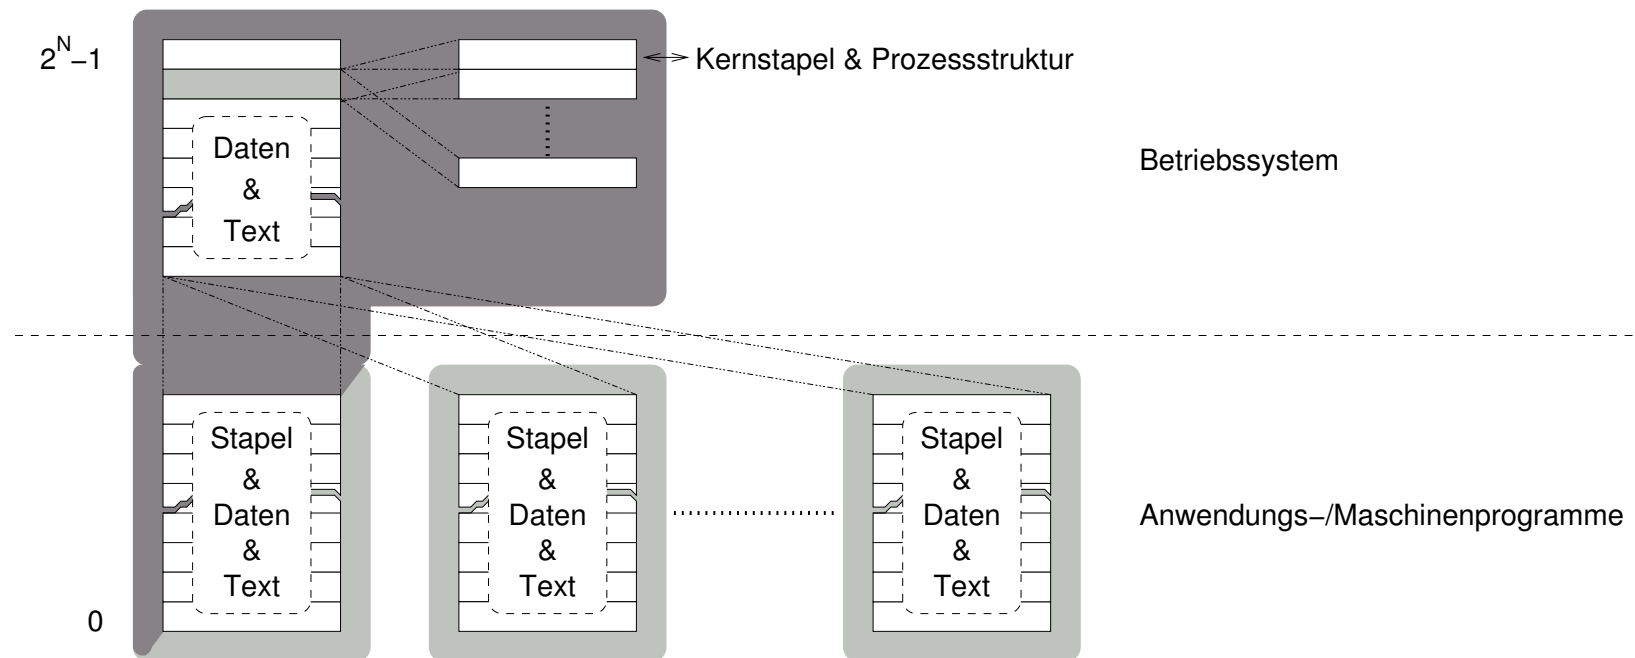 2^N–1
Kernstapel & Prozessstruktur
Daten
&
Text
Betriebssystem
Stapel
&
Daten
&
Text
Stapel
&
Daten
&
Text
Stapel
&
Daten
&
Text
Anwendungs–/Maschinenprogramme
0